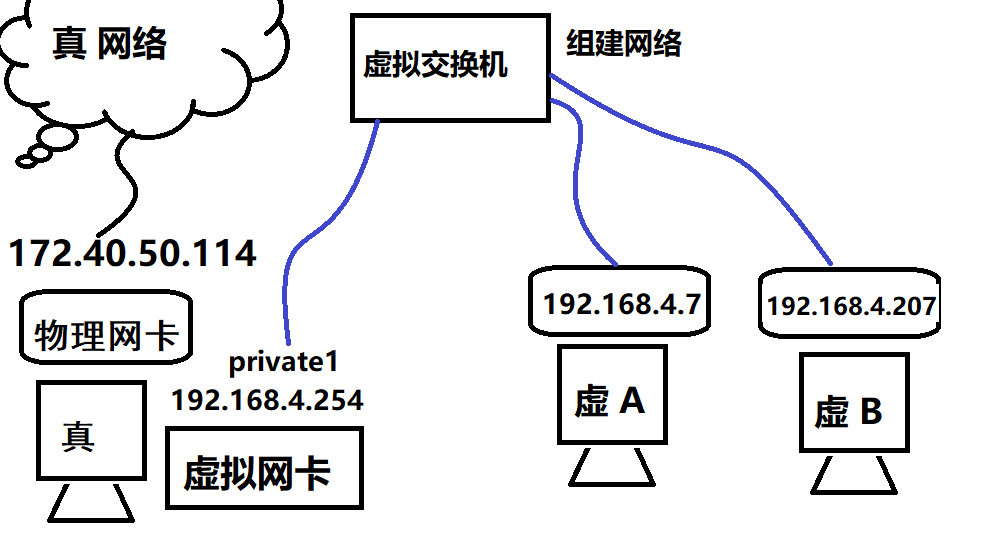 真 网络
虚拟交换机
组建网络
172.40.50.114
物理网卡
真
private1
192.168.4.254
虚拟网卡
192.168.4.7
虚 A
192.168.4.207
虚 B